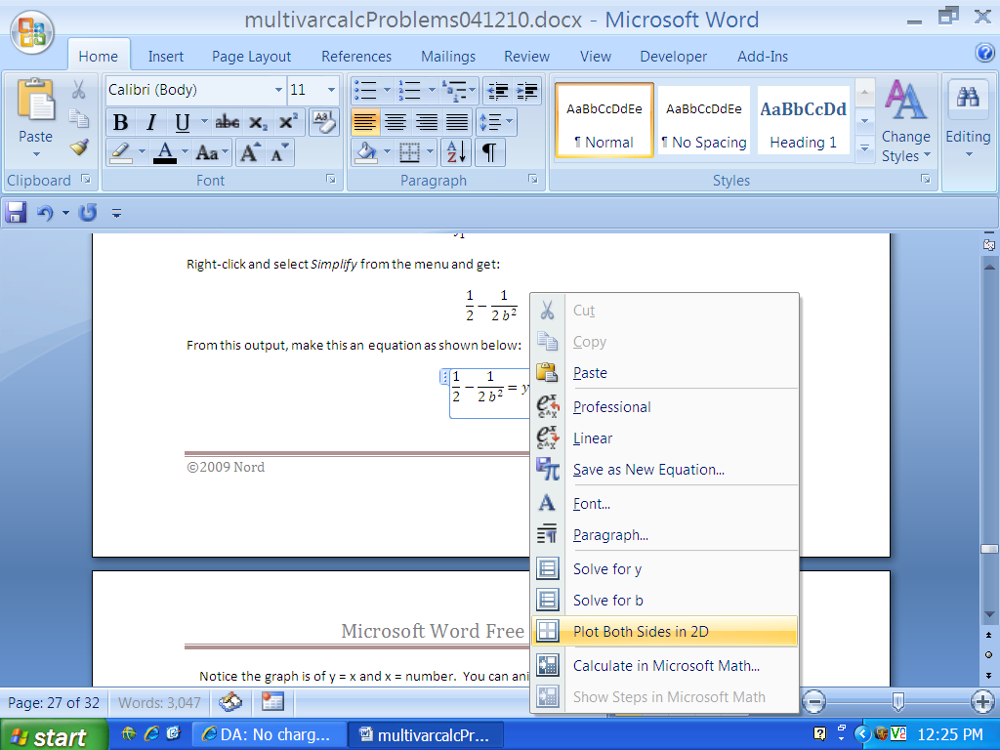 multivarcalcProblems041210.docx - Microsoft Word
Home Insert Page Layout References Mailings Review View Developer Add-Ins
Calibri (Body) 11
Paste
B I U abe X₂ X² Aa
A Aa A A
AaBbCcDdEe AaBbCcDdEe AaBbCcDd
¶ Normal ¶ No Spacing Heading 1
Change Styles
Editing
Clipboard Font Paragraph Styles
Right-click and select Simplify from the menu and get:
1/2 − 1/(2 b²)
From this output, make this an equation as shown below:
1/2 − 1/(2 b²) = y
©2009 Nord
Cut
Copy
Paste
Professional
Linear
Save as New Equation...
Font...
Paragraph...
Solve for y
Solve for b
Plot Both Sides in 2D
Calculate in Microsoft Math...
Show Steps in Microsoft Math
Microsoft Word Free
Notice the graph is of y = x and x = number. You can ani
Page: 27 of 32 Words: 3,047
start DA: No charg... multivarcalcPr... 12:25 PM